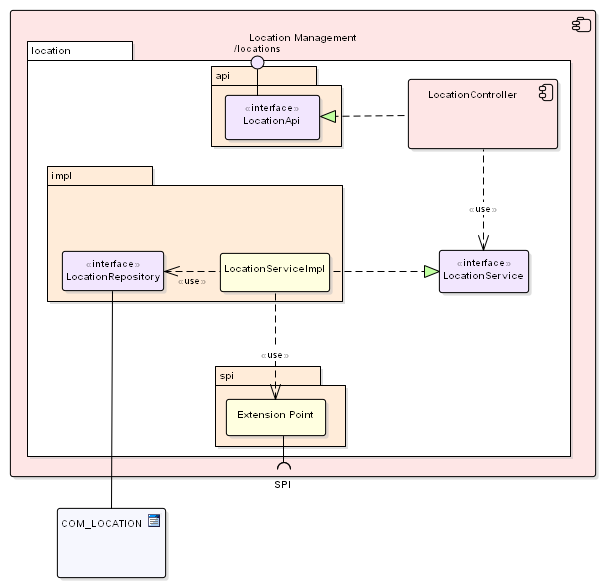 Location Management
/locations
location
api
«interface»
LocationApi
LocationController
«use»
impl
«interface»
LocationRepository
«use»
LocationServiceImpl
«interface»
LocationService
«use»
spi
Extension Point
SPI
COM_LOCATION